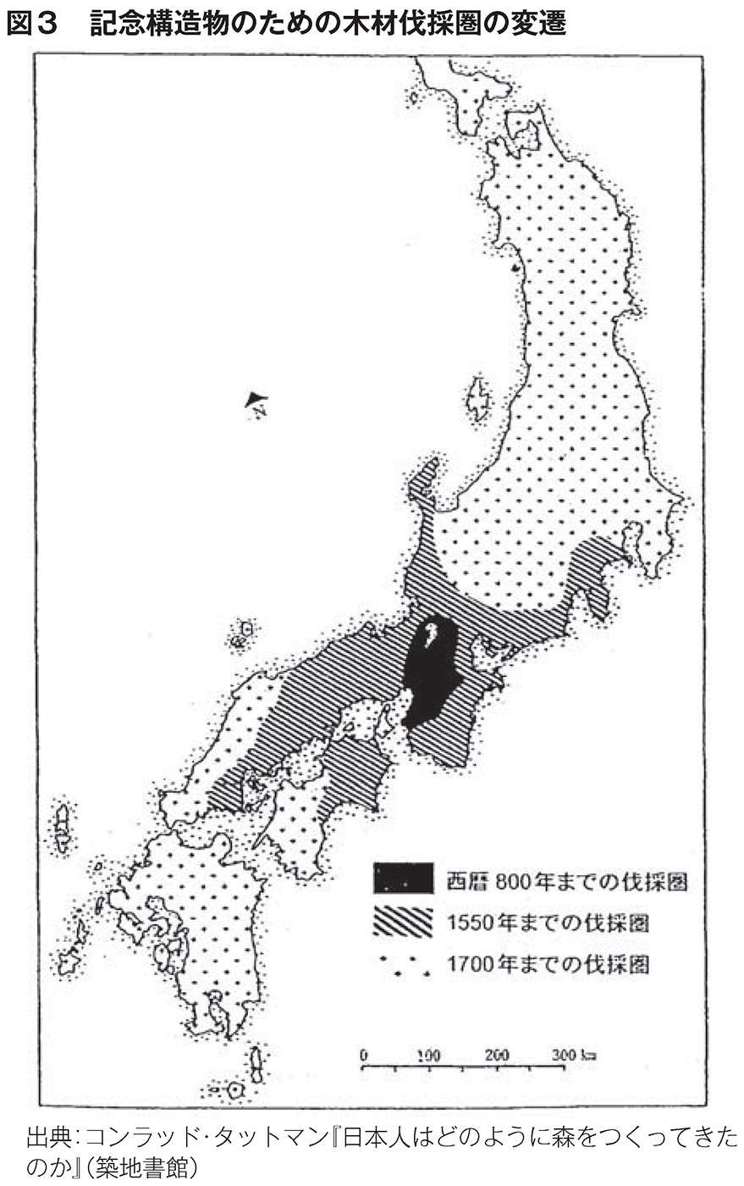 図3 記念構造物のための木材伐採圏の変遷
N
西暦800年までの伐採圏
1550年までの伐採圏
1700年までの伐採圏
0 100 200 300 km
出典:コンラッド・タットマン『日本人はどのように森をつくってきた
のか』(築地書館)